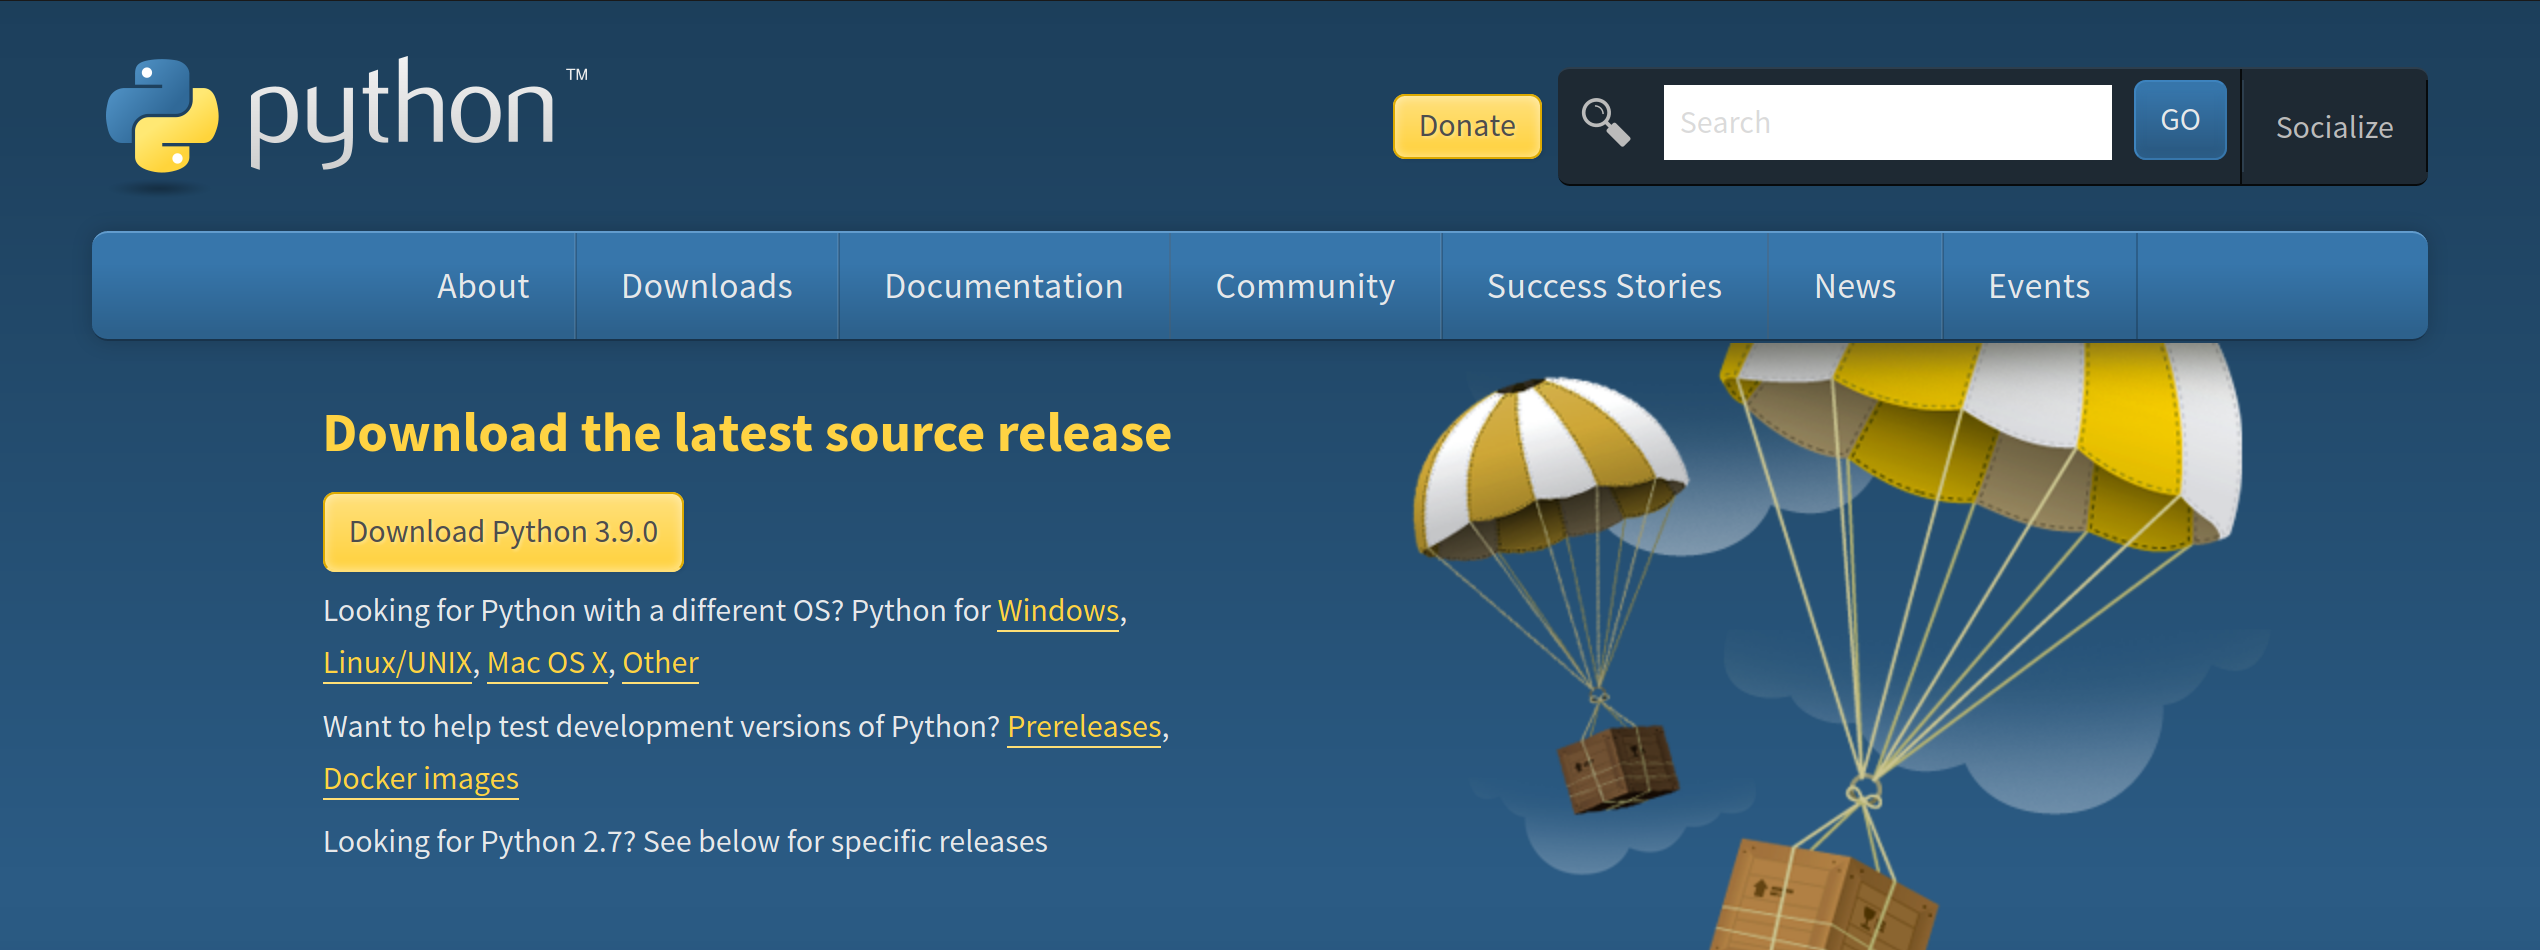 python™
Donate
Search
GO
Socialize
About
Downloads
Documentation
Community
Success Stories
News
Events
Download the latest source release
Download Python 3.9.0
Looking for Python with a different OS? Python for Windows,
Linux/UNIX, Mac OS X, Other
Want to help test development versions of Python? Prereleases,
Docker images
Looking for Python 2.7? See below for specific releases